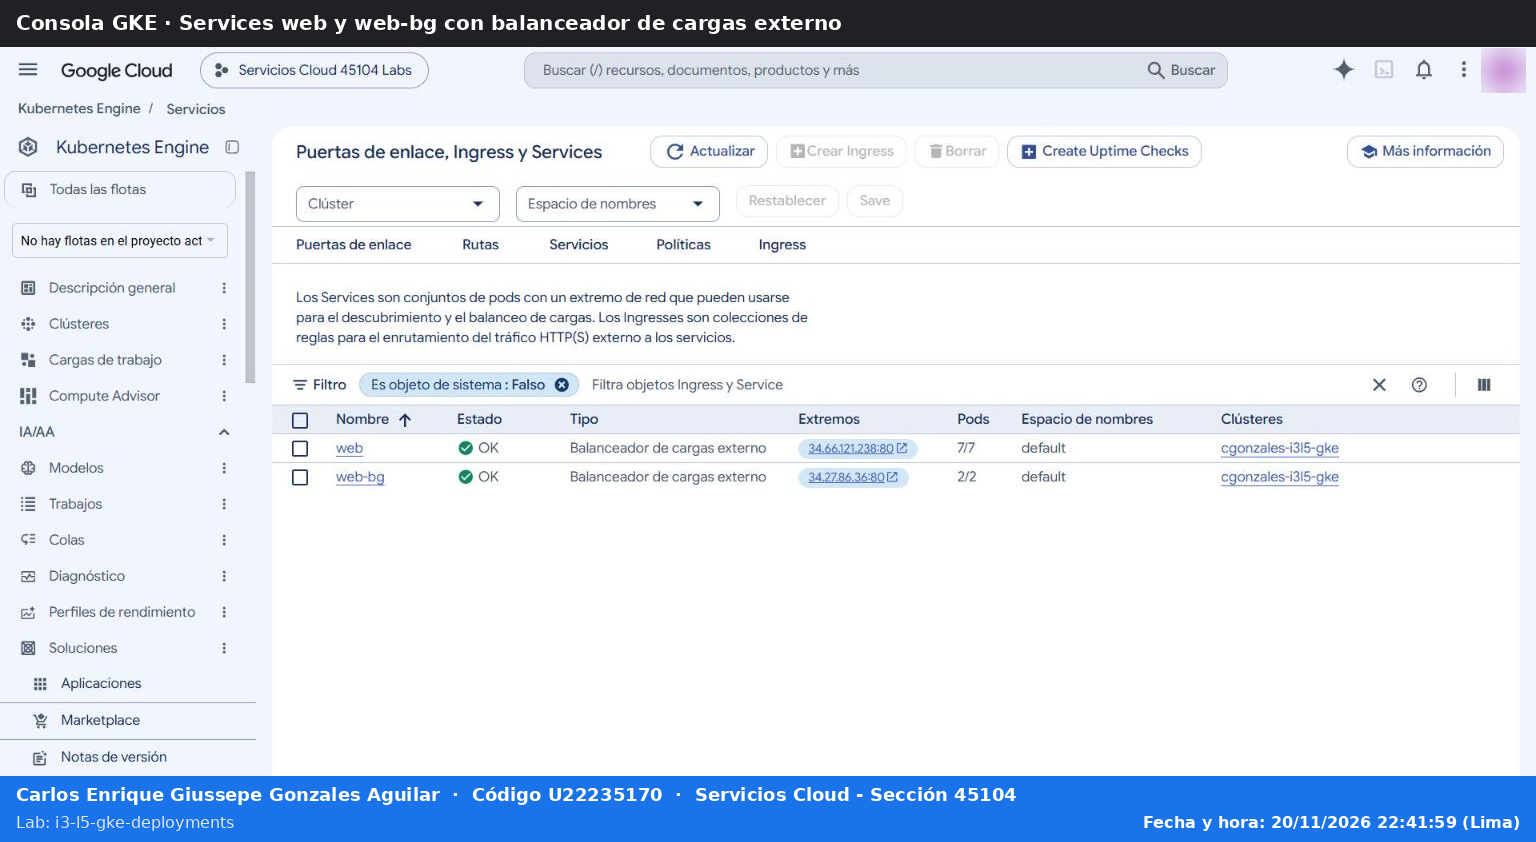 Consola GKE · Services web y web-bg con balanceador de cargas externo
Google Cloud
Servicios Cloud 45104 Labs
Buscar (/) recursos, documentos, productos y más
Buscar
Kubernetes Engine / Servicios
Kubernetes Engine
Todas las flotas
No hay flotas en el proyecto act
Descripción general
Clústeres
Cargas de trabajo
Compute Advisor
IA/AA
Modelos
Trabajos
Colas
Diagnóstico
Perfiles de rendimiento
Soluciones
Aplicaciones
Marketplace
Notas de versión
Puertas de enlace, Ingress y Services
Actualizar
Crear Ingress
Borrar
Create Uptime Checks
Más información
Clúster
Espacio de nombres
Restablecer
Save
Puertas de enlace Rutas Servicios Políticas Ingress
Los Services son conjuntos de pods con un extremo de red que pueden usarse
para el descubrimiento y el balanceo de cargas. Los Ingresses son colecciones de
reglas para el enrutamiento del tráfico HTTP(S) externo a los servicios.
Filtro Es objeto de sistema : Falso Filtra objetos Ingress y Service
Nombre Estado Tipo Extremos Pods Espacio de nombres Clústeres
web OK Balanceador de cargas externo 34.66.121.238:80 7/7 default cgonzales-i3l5-gke
web-bg OK Balanceador de cargas externo 34.27.86.36:80 2/2 default cgonzales-i3l5-gke
Carlos Enrique Giussepe Gonzales Aguilar · Código U22235170 · Servicios Cloud - Sección 45104
Lab: i3-l5-gke-deployments
Fecha y hora: 20/11/2026 22:41:59 (Lima)